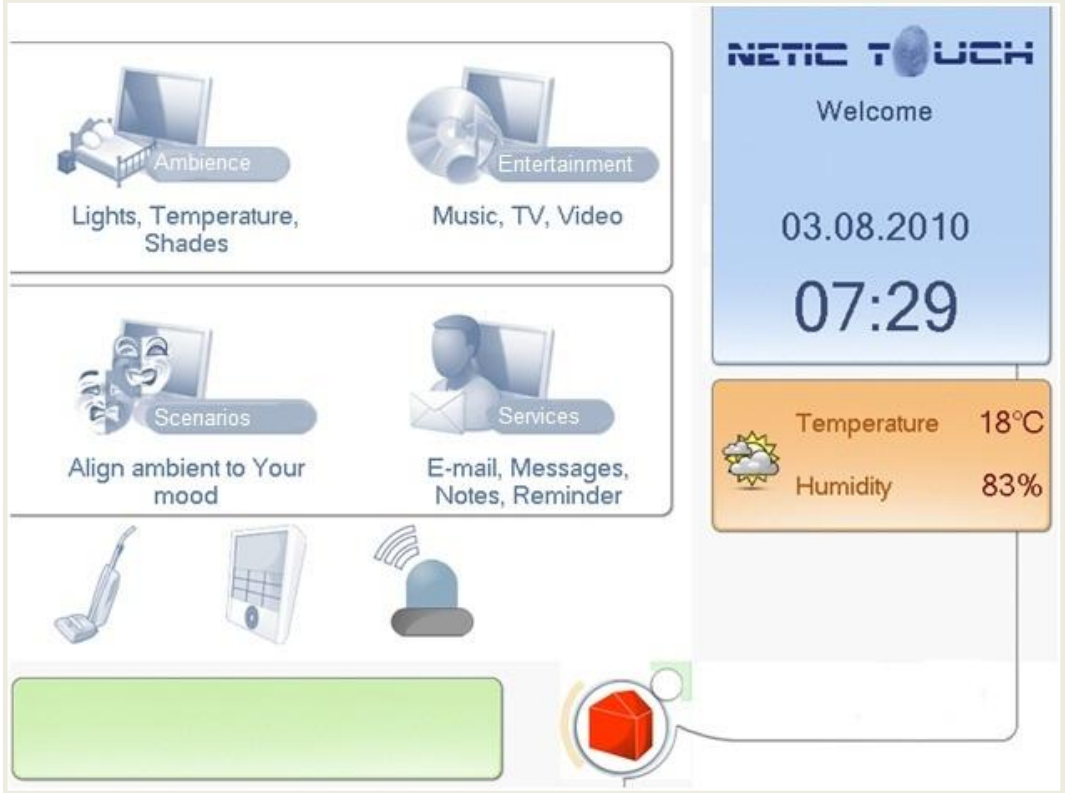 Ambience
Lights, Temperature,
Shades
Entertainment
Music, TV, Video
Scenarios
Align ambient to Your
mood
Services
E-mail, Messages,
Notes, Reminder
NETIC TOUCH
Welcome
03.08.2010
07:29
Temperature 18°C
Humidity 83%